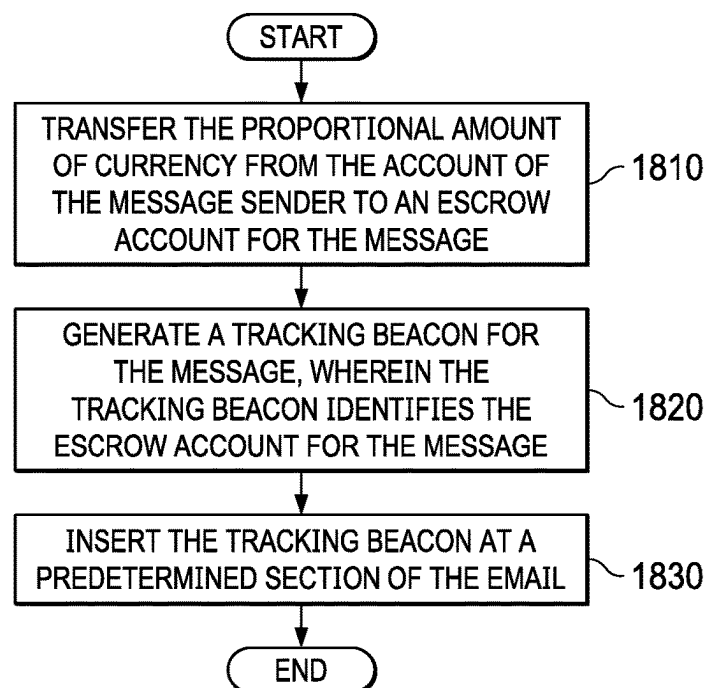 START
TRANSFER THE PROPORTIONAL AMOUNT
OF CURRENCY FROM THE ACCOUNT OF
THE MESSAGE SENDER TO AN ESCROW
ACCOUNT FOR THE MESSAGE
1810
GENERATE A TRACKING BEACON FOR
THE MESSAGE, WHEREIN THE
TRACKING BEACON IDENTIFIES THE
ESCROW ACCOUNT FOR THE MESSAGE
1820
INSERT THE TRACKING BEACON AT A
PREDETERMINED SECTION OF THE EMAIL
1830
END